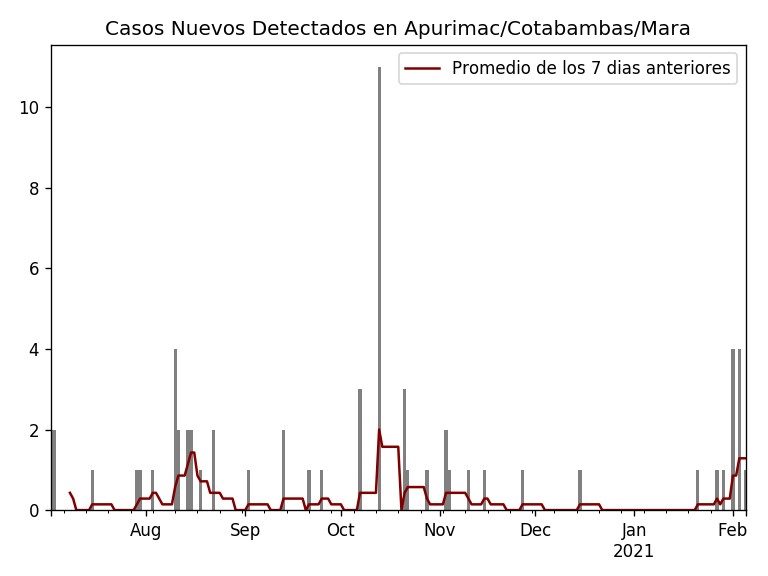 Casos Nuevos Detectados en Apurimac/Cotabambas/Mara
Promedio de los 7 dias anteriores
10
8
6
4
2
0
Aug Sep Oct Nov Dec Jan Feb
2021